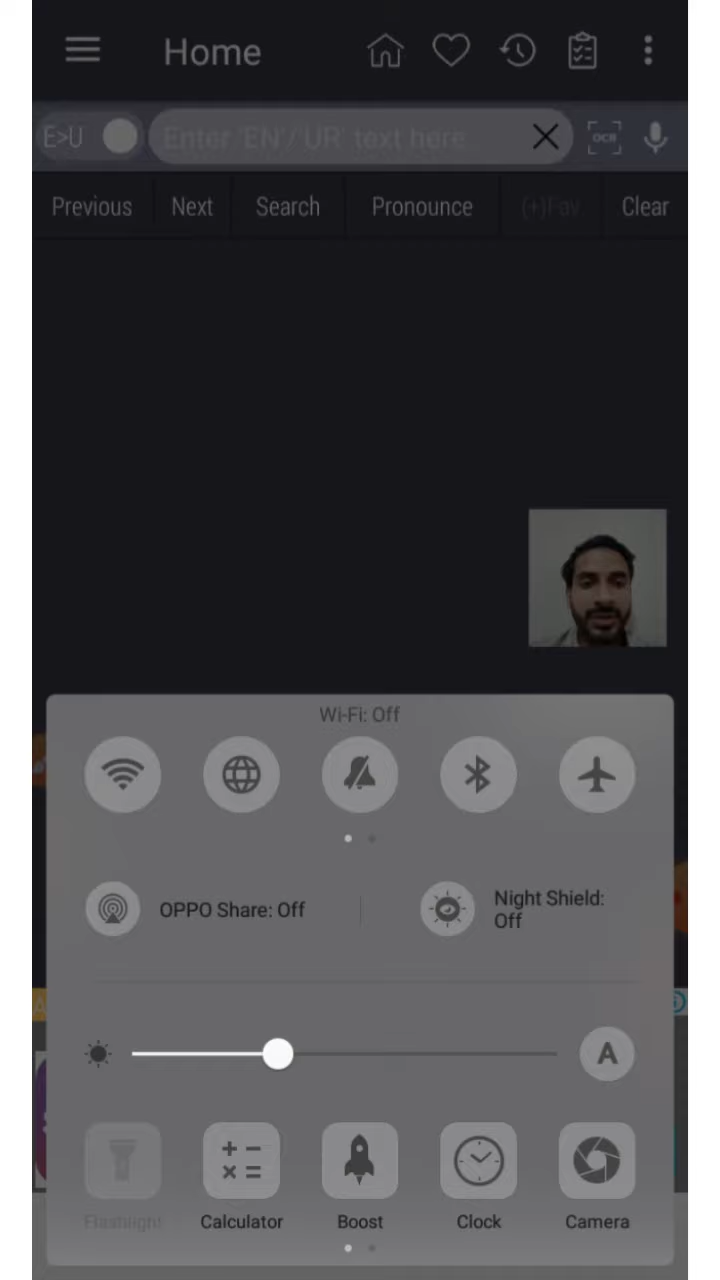 Home
E>U
Enter 'EN'/'UR' text here
OCR
Previous
Next
Search
Pronounce
(+)Fav
Clear
Wi-Fi: Off
OPPO Share: Off
Night Shield:
Off
A
Flashlight
Calculator
Boost
Clock
Camera